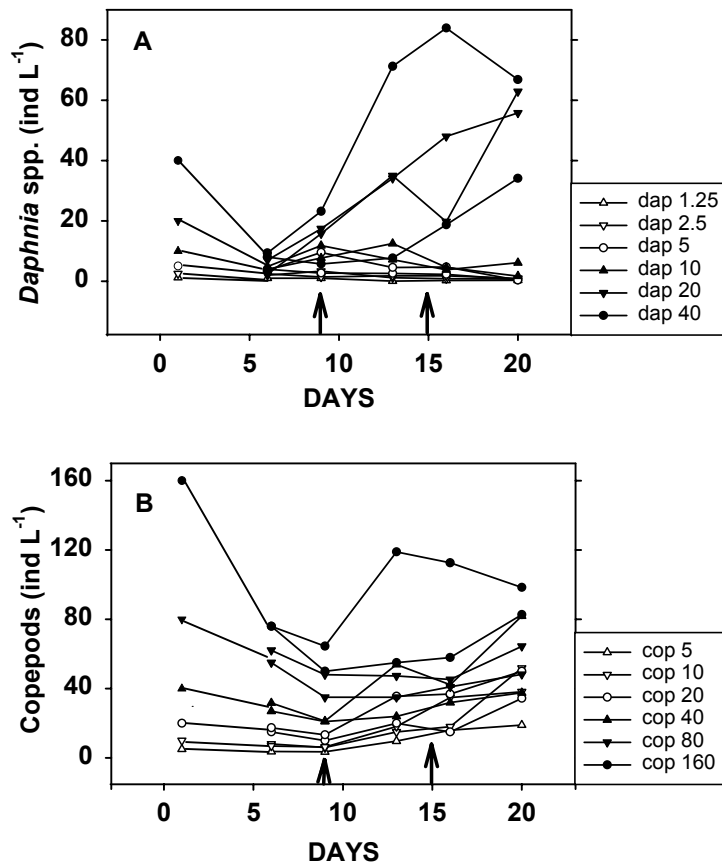 A
Daphnia spp. (ind L⁻¹)
80
60
40
20
0
0 5 10 15 20
DAYS
dap 1.25
dap 2.5
dap 5
dap 10
dap 20
dap 40
B
Copepods (ind L⁻¹)
160
120
80
40
0
0 5 10 15 20
DAYS
cop 5
cop 10
cop 20
cop 40
cop 80
cop 160